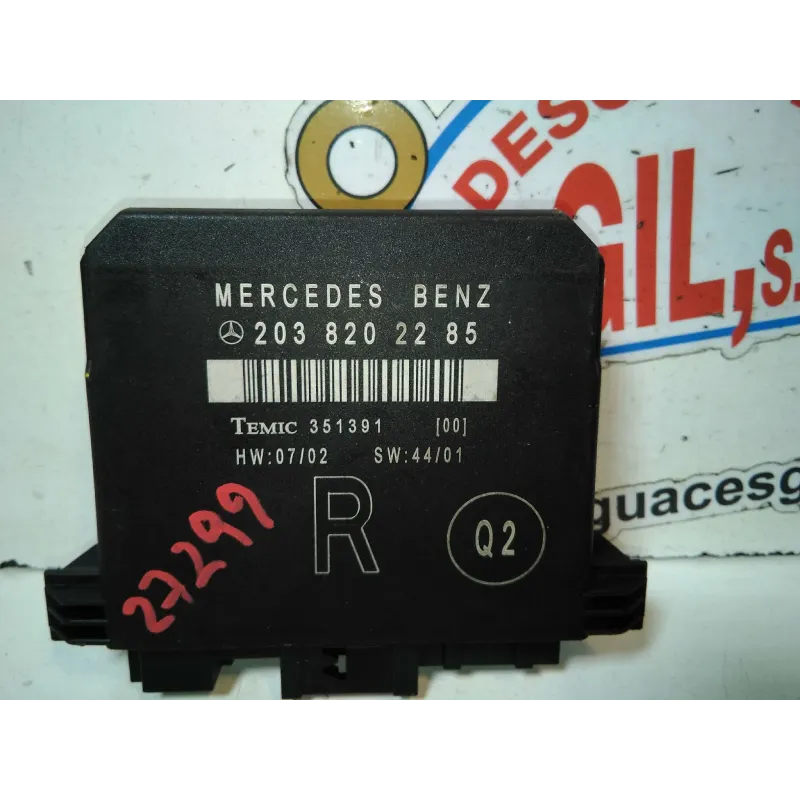 DESGU
GIL, S.
guacesg
MERCEDES BENZ
203 820 22 85
TEMIC 351391 [00]
HW:07/02 SW:44/01
R
Q2
27299